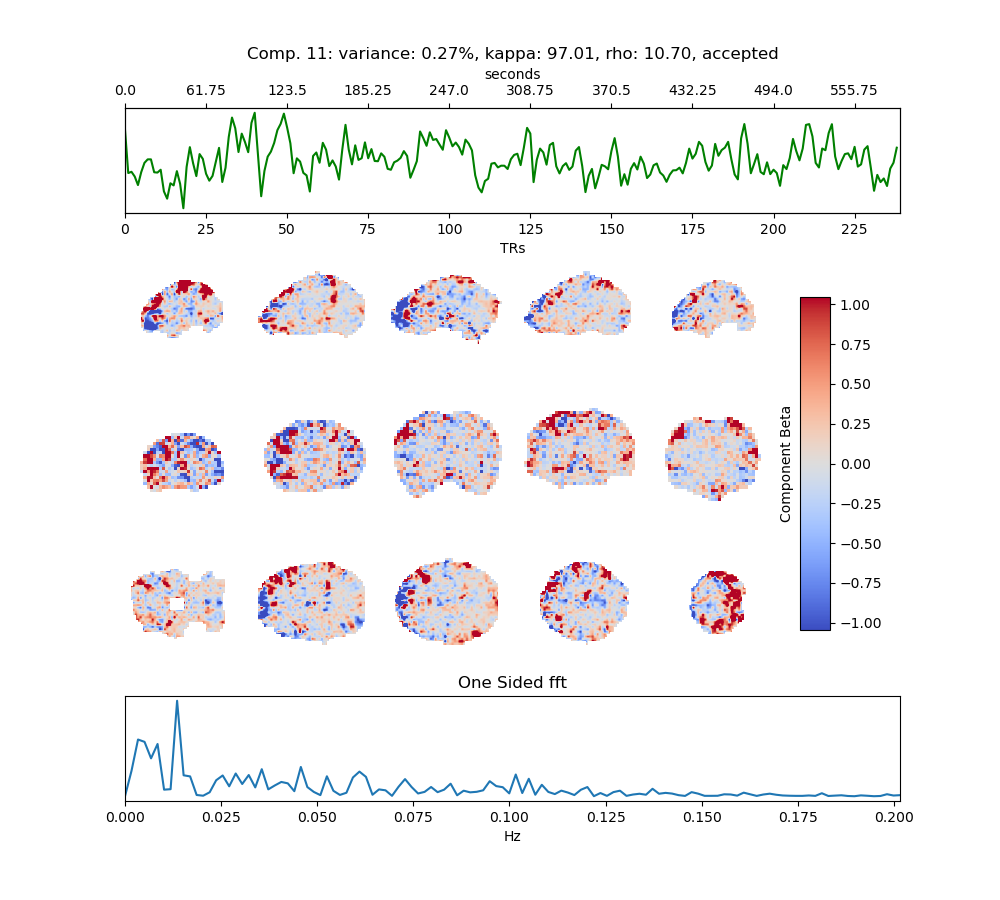 Comp. 11: variance: 0.27%, kappa: 97.01, rho: 10.70, accepted
seconds
0.0 61.75 123.5 185.25 247.0 308.75 370.5 432.25 494.0 555.75
0 25 50 75 100 125 150 175 200 225
TRs
1.00
0.75
0.50
0.25
0.00
−0.25
−0.50
−0.75
−1.00
Component Beta
One Sided fft
0.000 0.025 0.050 0.075 0.100 0.125 0.150 0.175 0.200
Hz